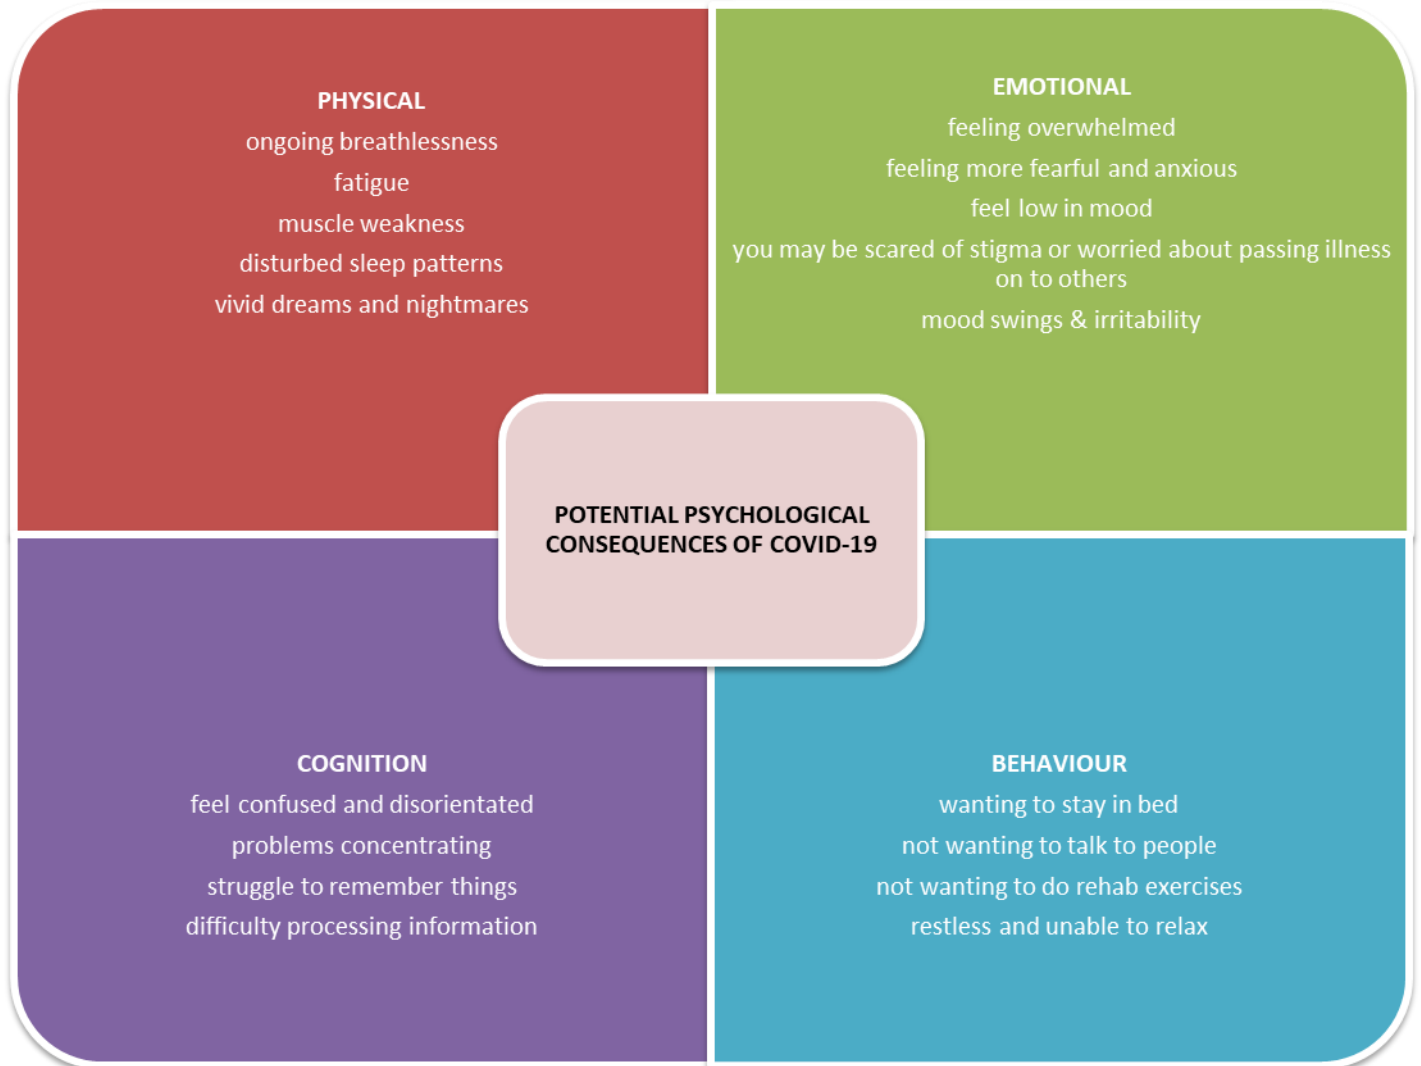 PHYSICAL
ongoing breathlessness
fatigue
muscle weakness
disturbed sleep patterns
vivid dreams and nightmares
EMOTIONAL
feeling overwhelmed
feeling more fearful and anxious
feel low in mood
you may be scared of stigma or worried about passing illness
on to others
mood swings & irritability
POTENTIAL PSYCHOLOGICAL
CONSEQUENCES OF COVID-19
COGNITION
feel confused and disorientated
problems concentrating
struggle to remember things
difficulty processing information
BEHAVIOUR
wanting to stay in bed
not wanting to talk to people
not wanting to do rehab exercises
restless and unable to relax